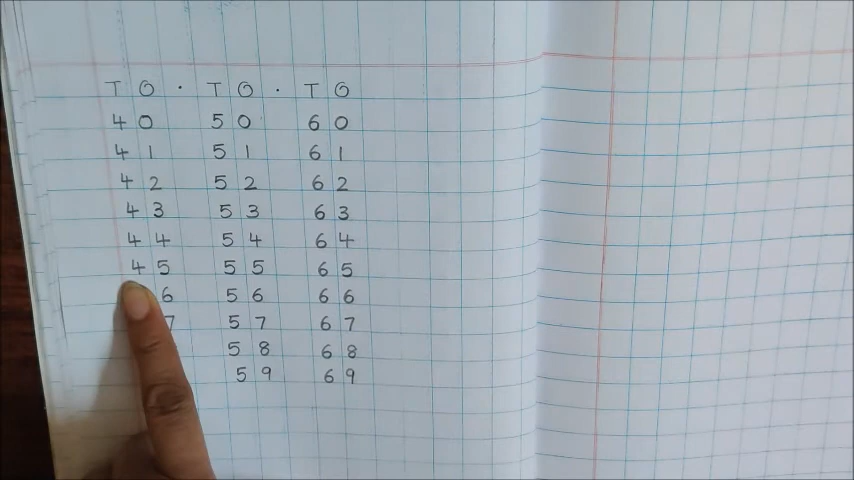 T O . T O . T O
4 0 5 0 6 0
4 1 5 1 6 1
4 2 5 2 6 2
4 3 5 3 6 3
4 4 5 4 6 4
4 5 5 5 6 5
6 5 6 6 6
7 5 7 6 7
5 8 6 8
5 9 6 9